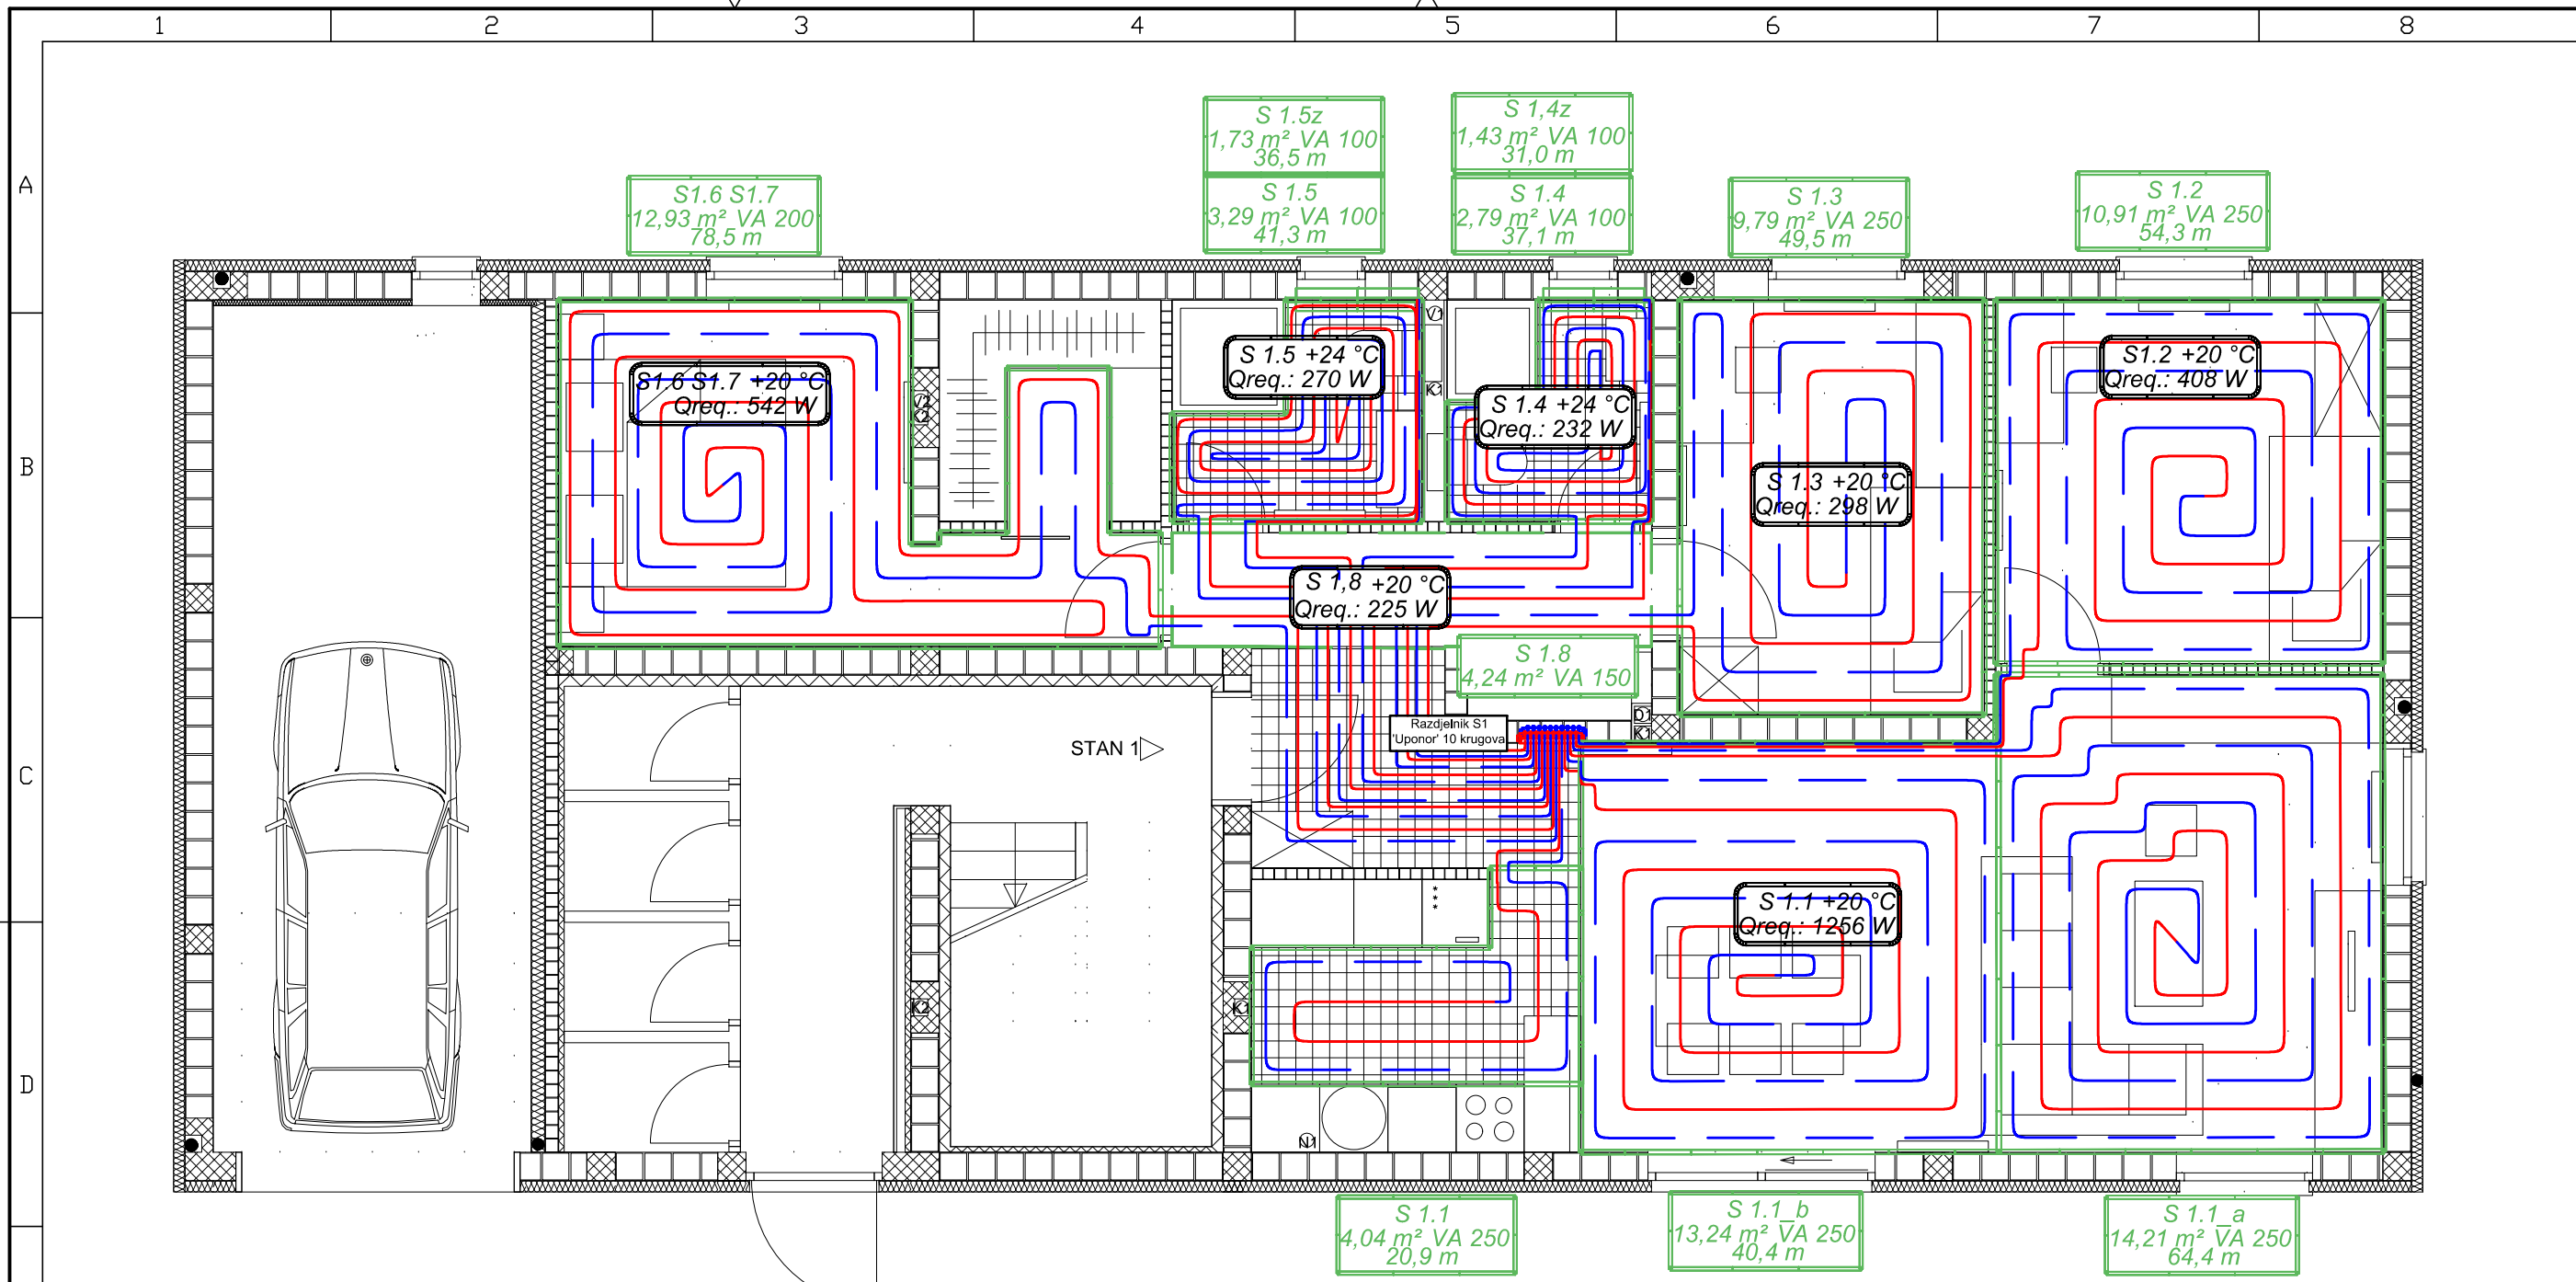 1 2 3 4 5 6 7 8
A
B
C
D
S 1.5z
1,73 m² VA 100
36,5 m
S 1,4z
1,43 m² VA 100
31,0 m
S1.6 S1.7
12,93 m² VA 200
78,5 m
S 1.5
3,29 m² VA 100
41,3 m
S 1.4
2,79 m² VA 100
37,1 m
S 1.3
9,79 m² VA 250
49,5 m
S 1.2
10,91 m² VA 250
54,3 m
S1.6 S1.7 +20 °C
Qreq.: 542 W
S 1.5 +24 °C
Qreq.: 270 W
S 1.4 +24 °C
Qreq.: 232 W
S 1.3 +20 °C
Qreq.: 298 W
S1.2 +20 °C
Qreq.: 408 W
V1
K1
S 1,8 +20 °C
Qreq.: 225 W
S 1.8
4,24 m² VA 150
Razdjelnik S1
'Uponor' 10 krugova
D1
K1
STAN 1
S 1.1 +20 °C
Qreq.: 1256 W
K2
K1
N1
S 1.1
4,04 m² VA 250
20,9 m
S 1.1_b
13,24 m² VA 250
40,4 m
S 1.1_a
14,21 m² VA 250
64,4 m